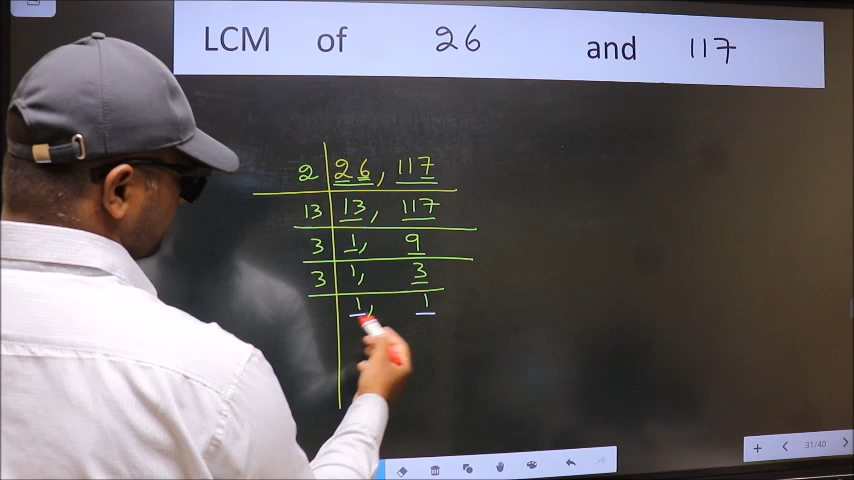 LCM of 26 and 117
2 26, 117
13 13, 117
3 1, 9
3 1, 3
1, 1
31/40